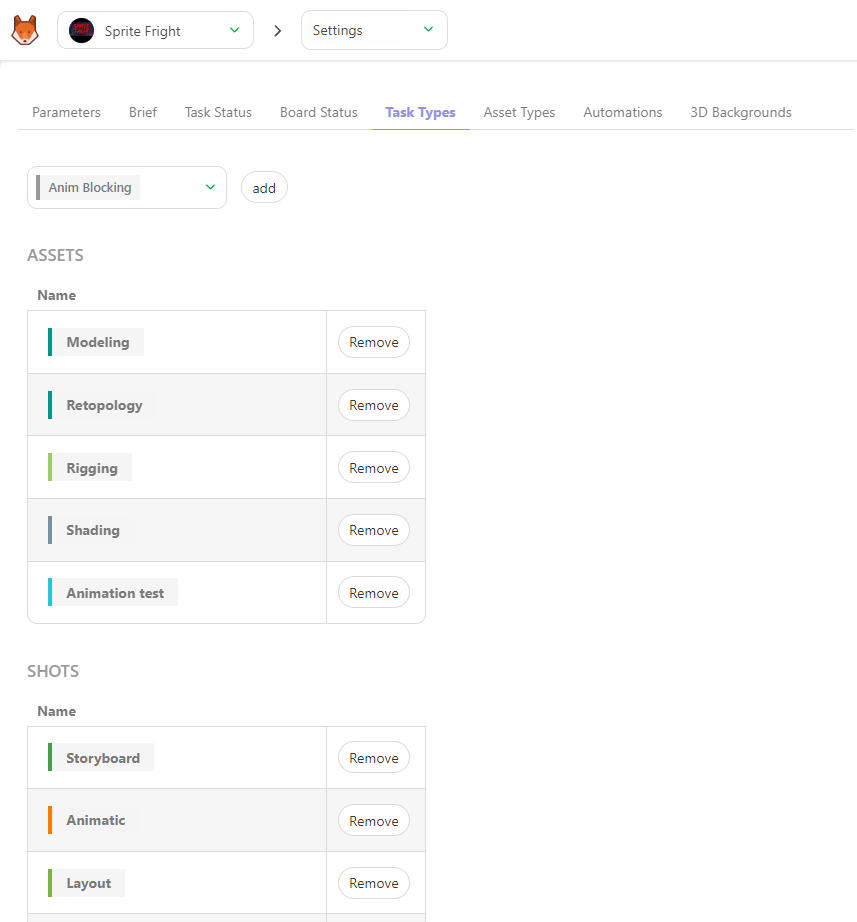 Sprite Fright
Settings
Parameters Brief Task Status Board Status Task Types Asset Types Automations 3D Backgrounds
Anim Blocking add
ASSETS
Name
Modeling Remove
Retopology Remove
Rigging Remove
Shading Remove
Animation test Remove
SHOTS
Name
Storyboard Remove
Animatic Remove
Layout Remove